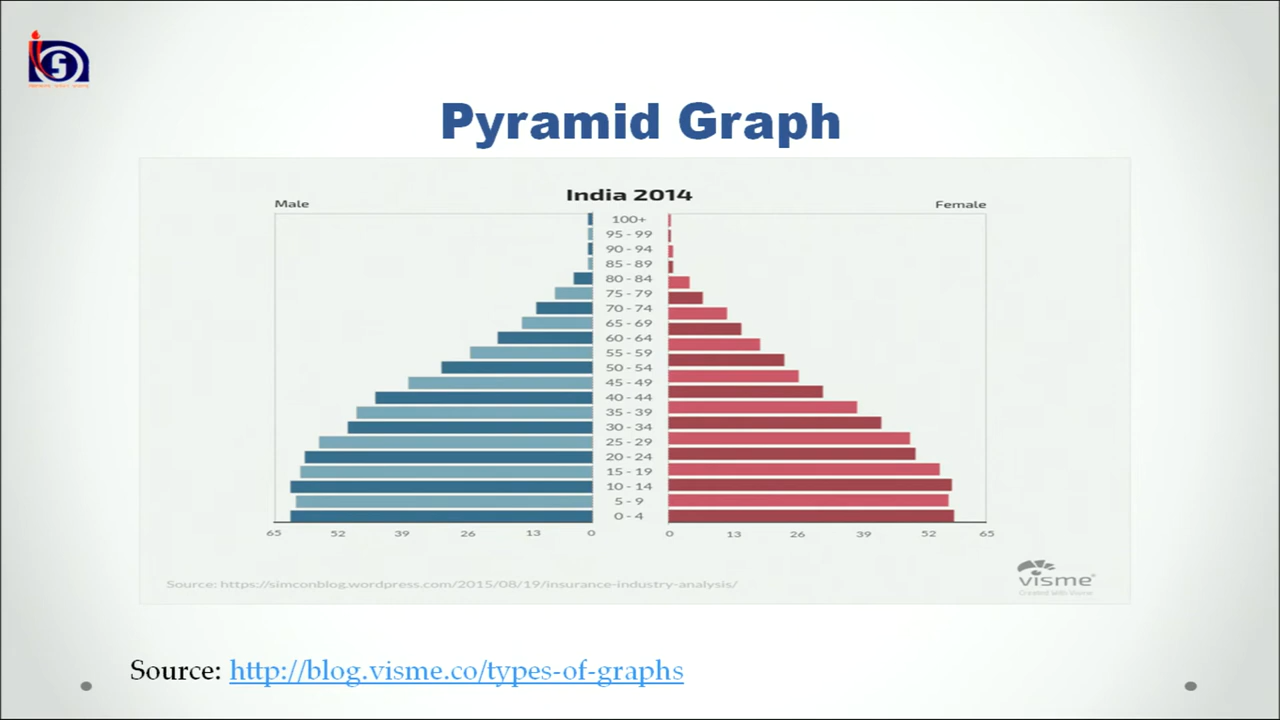 Pyramid Graph
India 2014
Male
Female
100+
95 - 99
90 - 94
85 - 89
80 - 84
75 - 79
70 - 74
65 - 69
60 - 64
55 - 59
50 - 54
45 - 49
40 - 44
35 - 39
30 - 34
25 - 29
20 - 24
15 - 19
10 - 14
5 - 9
0 - 4
65 52 39 26 13 0
0 13 26 39 52 65
Source: https://simconblog.wordpress.com/2015/08/19/insurance-industry-analysis/
visme
Created With Visme
Source: http://blog.visme.co/types-of-graphs